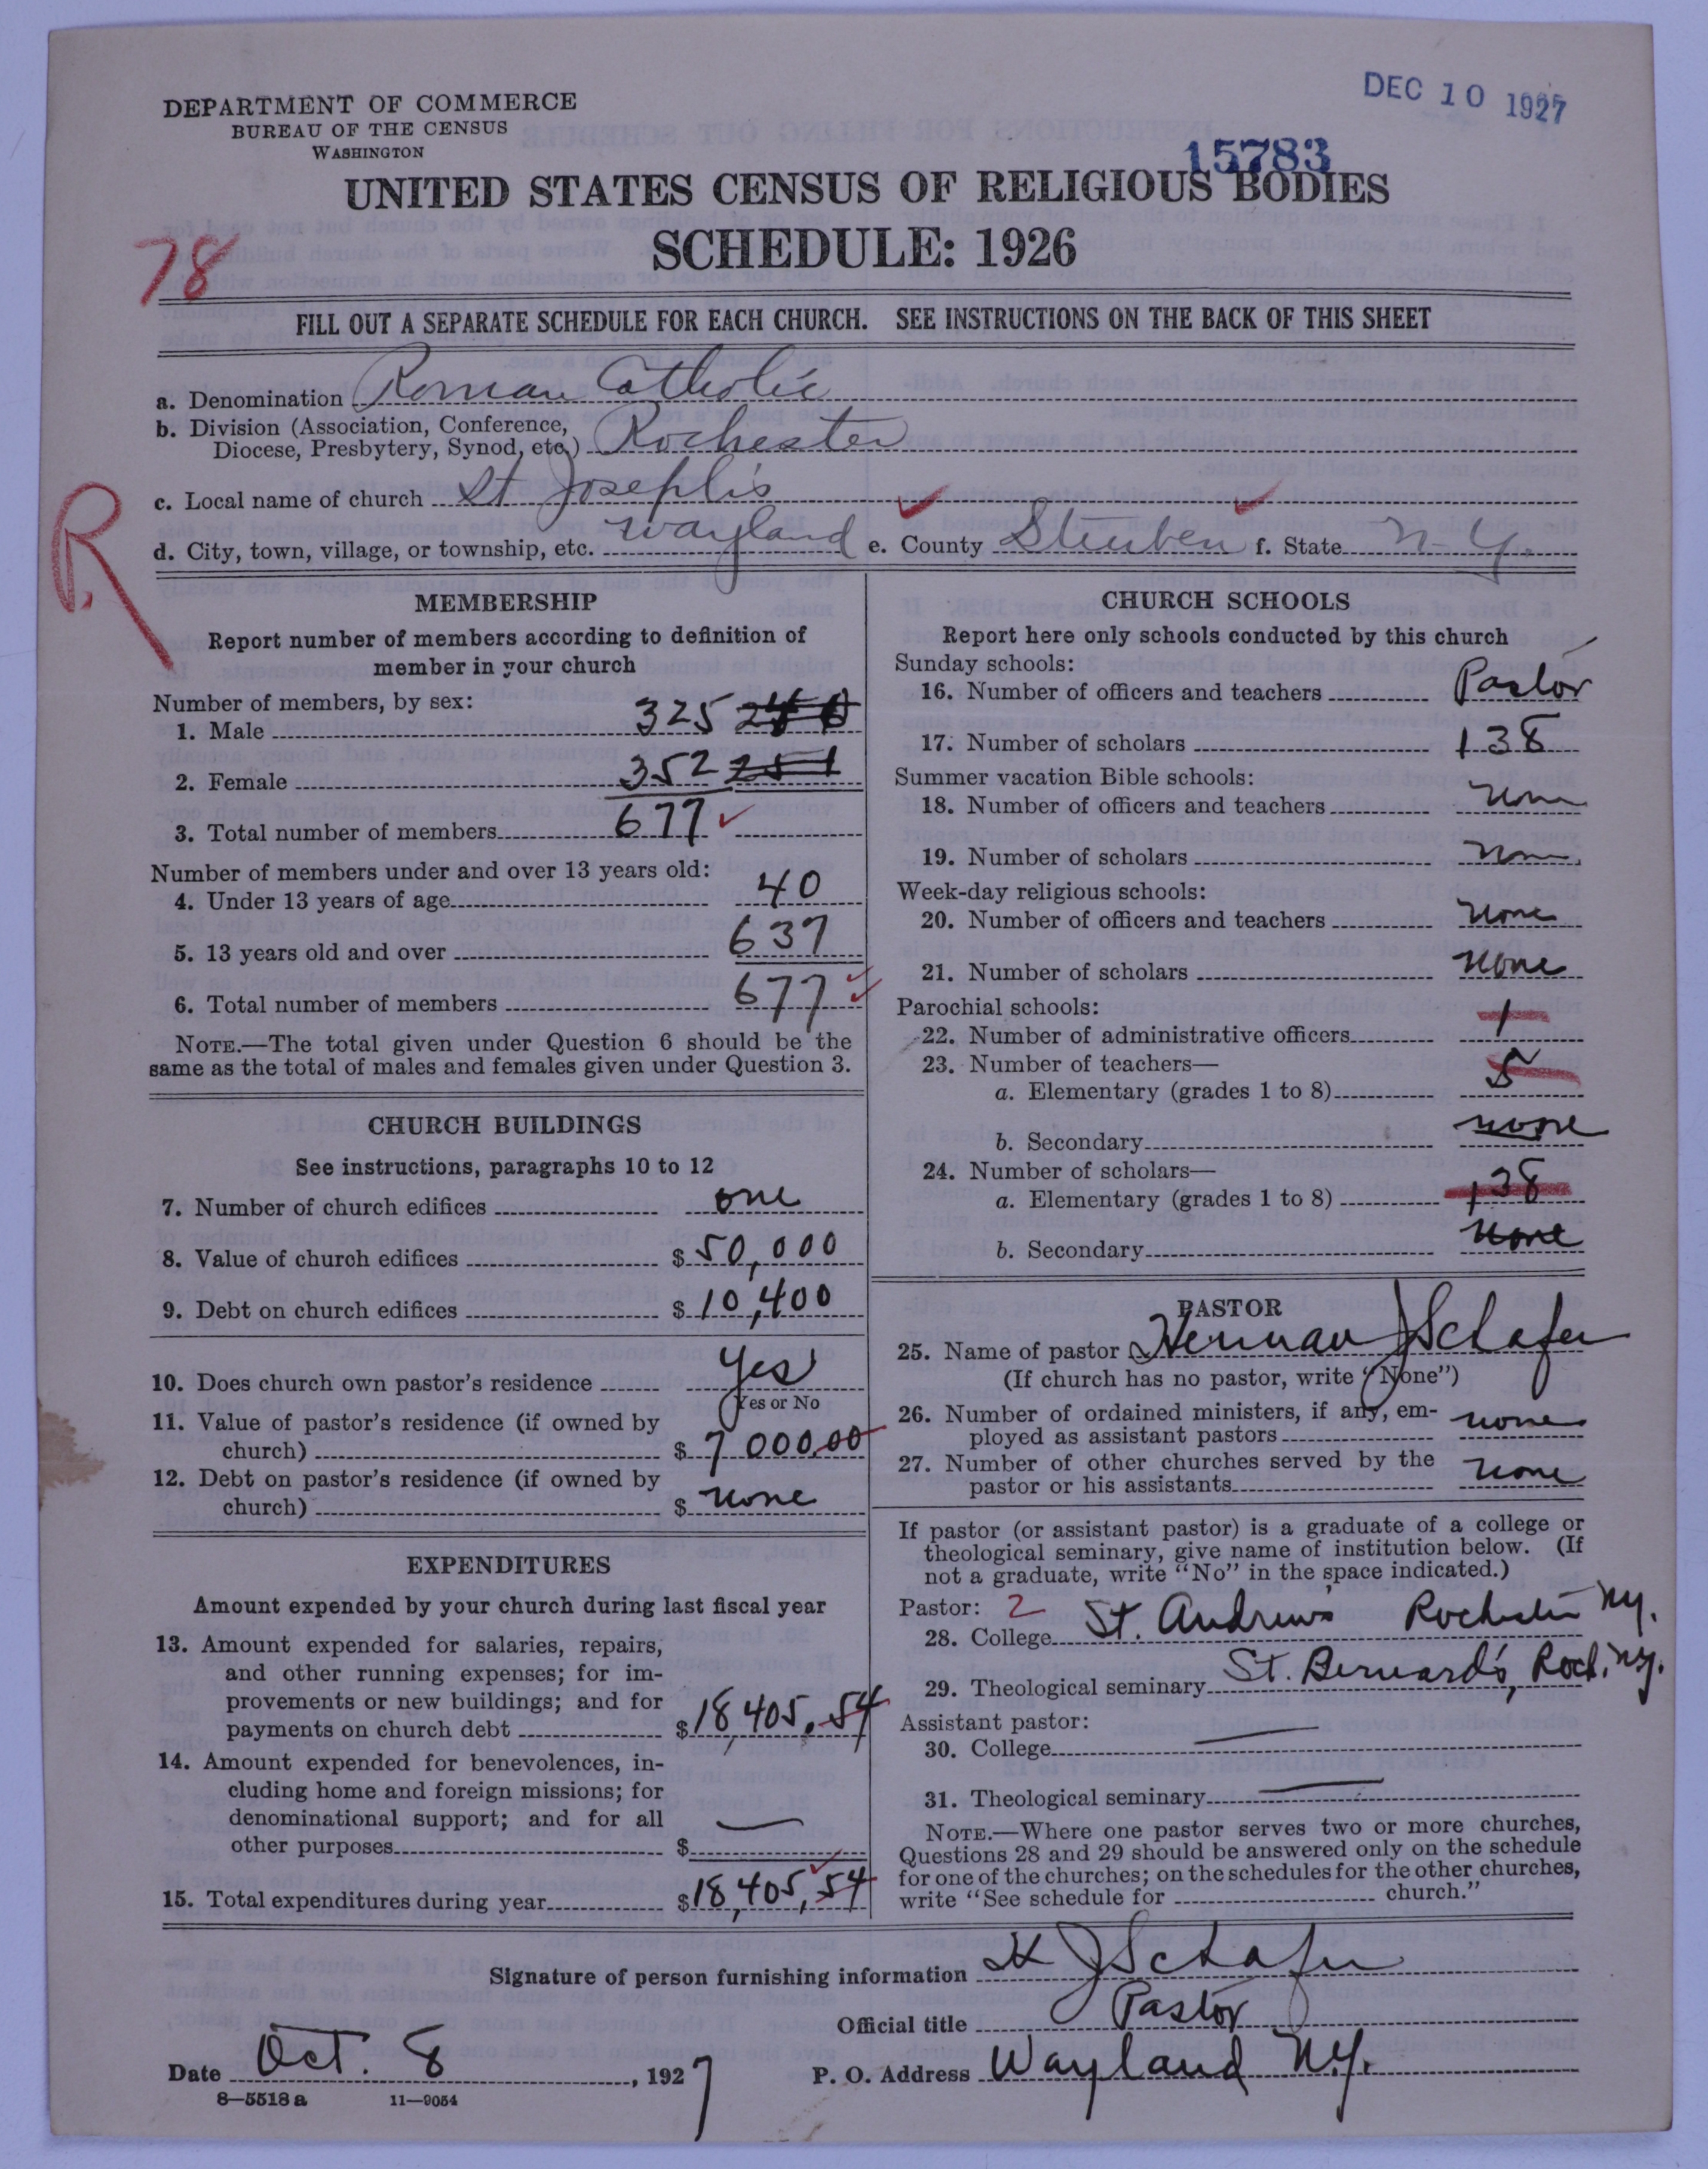 DEC 10 1927
DEPARTMENT OF COMMERCE
BUREAU OF THE CENSUS
WASHINGTON
15783
UNITED STATES CENSUS OF RELIGIOUS BODIES
SCHEDULE: 1926
78
FILL OUT A SEPARATE SCHEDULE FOR EACH CHURCH. SEE INSTRUCTIONS ON THE BACK OF THIS SHEET
a. Denomination Roman Catholic
b. Division (Association, Conference,
Diocese, Presbytery, Synod, etc.) Rochester
c. Local name of church St Joseph's
d. City, town, village, or township, etc. Wayland e. County Steuben f. State N-Y.
R
MEMBERSHIP
Report number of members according to definition of
member in your church
Number of members, by sex:
1. Male 325
2. Female 352 251
3. Total number of members 677
Number of members under and over 13 years old:
4. Under 13 years of age 40
5. 13 years old and over 637
6. Total number of members 677
NOTE.—The total given under Question 6 should be the
same as the total of males and females given under Question 3.
CHURCH BUILDINGS
See instructions, paragraphs 10 to 12
7. Number of church edifices one
8. Value of church edifices $ 50,000
9. Debt on church edifices $ 10,400
10. Does church own pastor's residence Yes
Yes or No
11. Value of pastor's residence (if owned by
church) $ 7000.00
12. Debt on pastor's residence (if owned by
church) $ none
EXPENDITURES
Amount expended by your church during last fiscal year
13. Amount expended for salaries, repairs,
and other running expenses; for im-
provements or new buildings; and for
payments on church debt $ 18,405.54
14. Amount expended for benevolences, in-
cluding home and foreign missions; for
denominational support; and for all
other purposes $ —
15. Total expenditures during year $ 18,405,54
CHURCH SCHOOLS
Report here only schools conducted by this church
Sunday schools:
16. Number of officers and teachers Pastor
17. Number of scholars 138
Summer vacation Bible schools:
18. Number of officers and teachers none
19. Number of scholars none
Week-day religious schools:
20. Number of officers and teachers none
21. Number of scholars none
Parochial schools:
22. Number of administrative officers 1
23. Number of teachers—
a. Elementary (grades 1 to 8) 5
b. Secondary none
24. Number of scholars—
a. Elementary (grades 1 to 8) 138
b. Secondary none
PASTOR
25. Name of pastor Herman J Schafer
(If church has no pastor, write "None")
26. Number of ordained ministers, if any, em-
ployed as assistant pastors none
27. Number of other churches served by the
pastor or his assistants none
If pastor (or assistant pastor) is a graduate of a college or
theological seminary, give name of institution below. (If
not a graduate, write "No" in the space indicated.)
Pastor: 2
28. College St. Andrews, Rochester N.Y.
29. Theological seminary St. Bernard's, Roch. N.Y.
Assistant pastor:
30. College —
31. Theological seminary —
NOTE.—Where one pastor serves two or more churches,
Questions 28 and 29 should be answered only on the schedule
for one of the churches; on the schedules for the other churches,
write "See schedule for church."
Signature of person furnishing information H J Schafer
Official title Pastor
Date Oct. 8, 1927 P. O. Address Wayland N.Y.
8—5518 a 11—9054